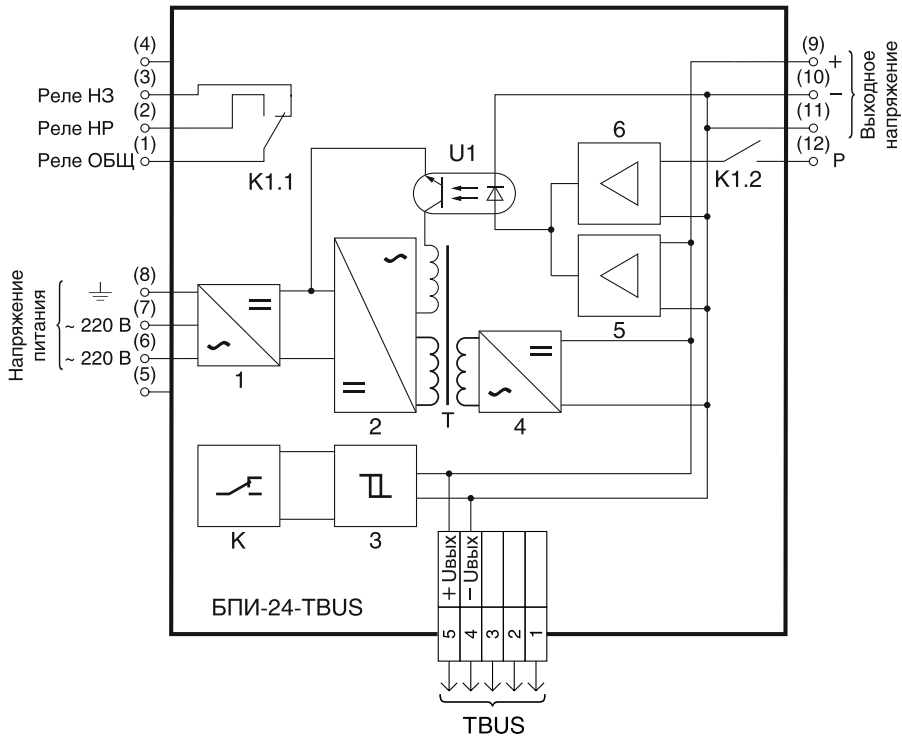 (4)
(3)
Реле НЗ
(2)
Реле НР
(1)
Реле ОБЩ
K1.1
U1
6
(9)
+
(10)
−
(11)
(12)
P
K1.2
Выходное
напряжение
Напряжение
питания
(8)
(7)
~ 220 В
(6)
~ 220 В
(5)
1
2
T
4
5
K
3
+ Uвых
− Uвых
5
4
3
2
1
БПИ-24-TBUS
TBUS